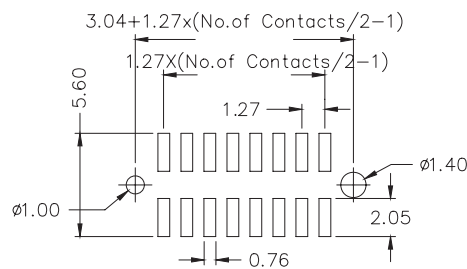 3.04+1.27x(No.of Contacts/2-1)
1.27X(No.of Contacts/2-1)
5.60
1.27
ø1.40
ø1.00
2.05
0.76